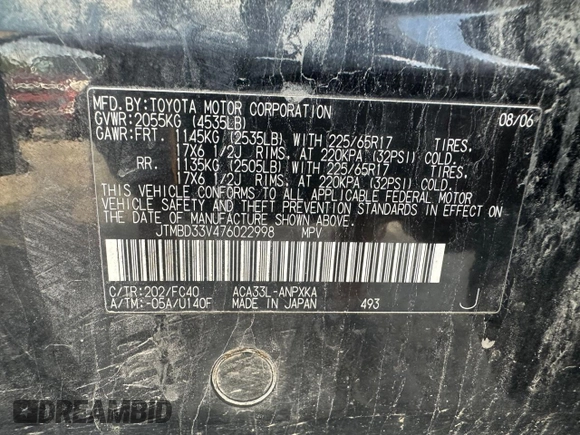 MFD. BY: TOYOTA MOTOR CORPORATION 08/06
GVWR: 2055KG (4535LB)
GAWR: FRT. 1145KG (2535LB) WITH 225/65R17 TIRES,
17X6 1/2J RIMS, AT 220KPA (32PSI) COLD.
RR. 1135KG (2505LB) WITH 225/65R17 TIRES,
17X6 1/2J RIMS, AT 220KPA (32PSI) COLD.
THIS VEHICLE CONFORMS TO ALL APPLICABLE FEDERAL MOTOR
VEHICLE SAFETY AND THEFT PREVENTION STANDARDS IN EFFECT
ON THE DATE OF MANUFACTURE SHOWN ABOVE.
JTMBD33V476022998 MPV
C/TR: 202/FC40 ACA33L-ANPXKA
A/TM: -05A/U140F MADE IN JAPAN 493 J
DREAMBID